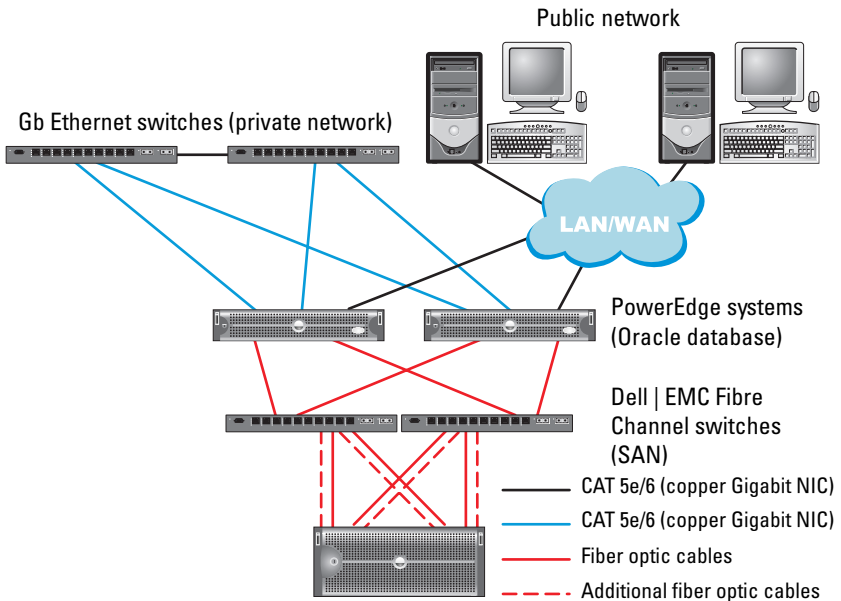 Public network
Gb Ethernet switches (private network)
LAN/WAN
PowerEdge systems
(Oracle database)
Dell | EMC Fibre
Channel switches
(SAN)
CAT 5e/6 (copper Gigabit NIC)
CAT 5e/6 (copper Gigabit NIC)
Fiber optic cables
Additional fiber optic cables